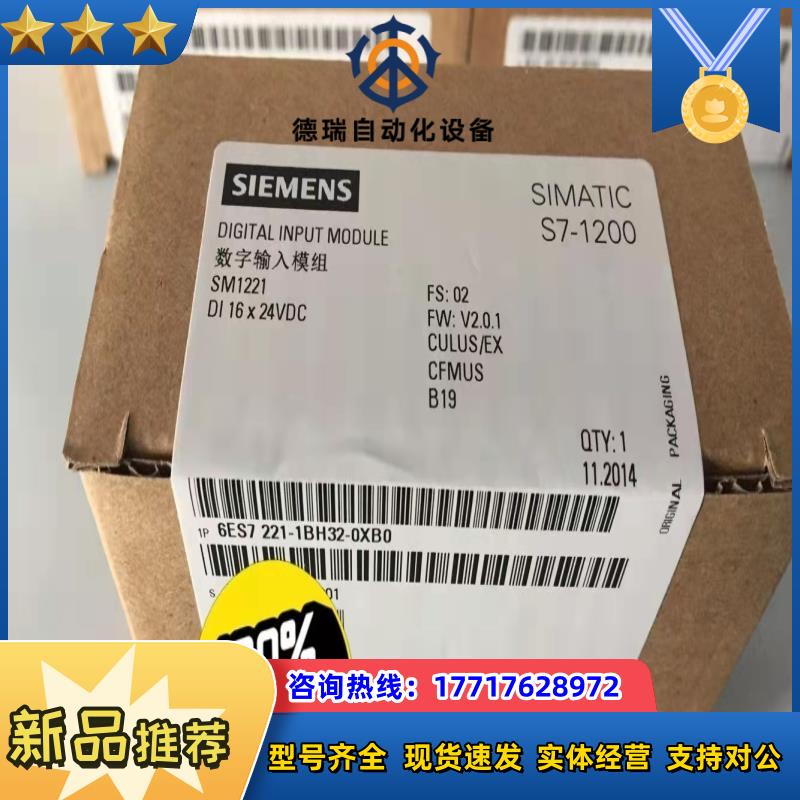 德瑞自动化设备
SIEMENS
SIMATIC
S7-1200
DIGITAL INPUT MODULE
数字输入模组
SM1221
DI 16 x 24VDC
FS: 02
FW: V2.0.1
CULUS/EX
CFMUS
B19
QTY: 1
11.2014
ORIGINAL PACKAGING
1P 6ES7 221-1BH32-0XB0
S
01
咨询热线：17717628972
新品推荐
型号齐全 现货速发 实体经营 支持对公